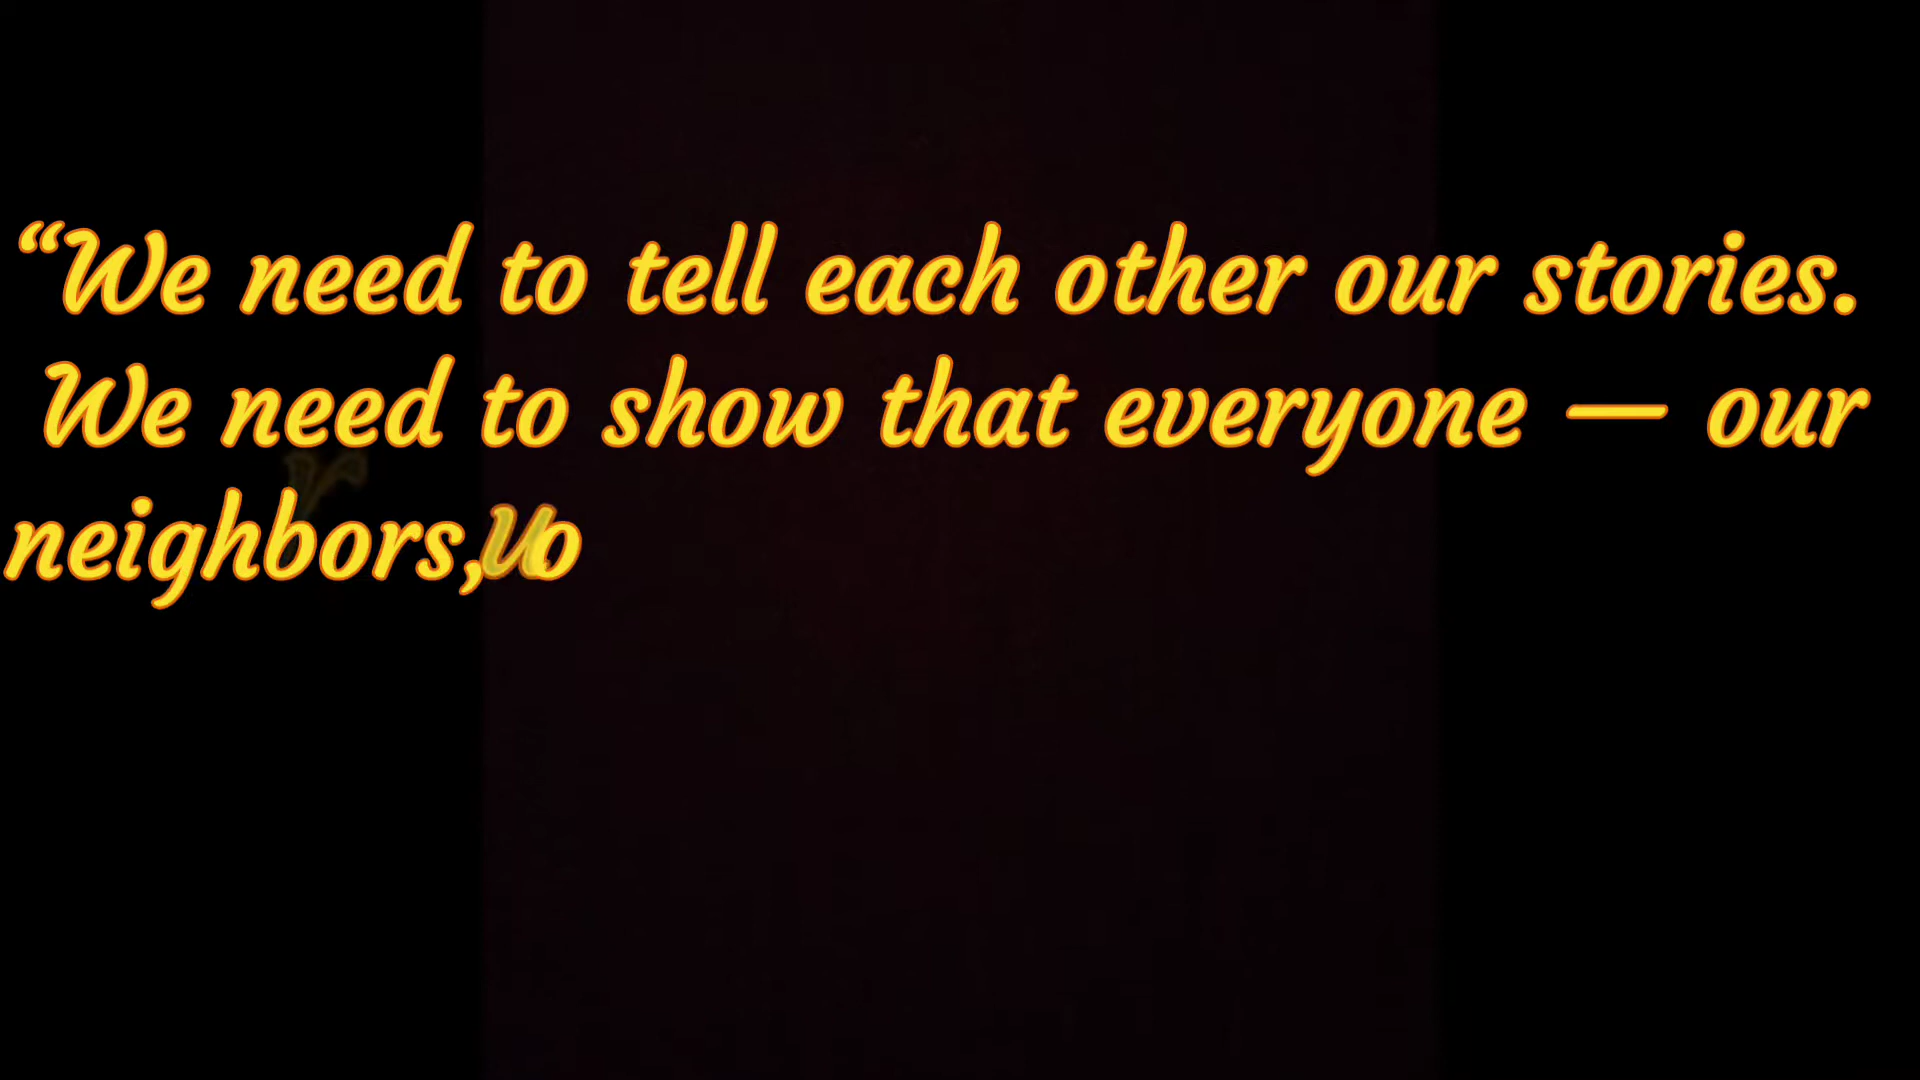 “We need to tell each other our stories.
We need to show that everyone — our
neighbors,